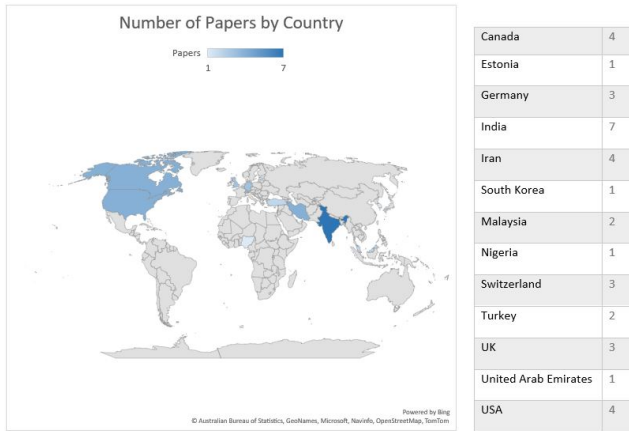 Number of Papers by Country
Papers
1 7
Powered by Bing
© Australian Bureau of Statistics, GeoNames, Microsoft, Navinfo, OpenStreetMap, TomTom
Canada 4
Estonia 1
Germany 3
India 7
Iran 4
South Korea 1
Malaysia 2
Nigeria 1
Switzerland 3
Turkey 2
UK 3
United Arab Emirates 1
USA 4